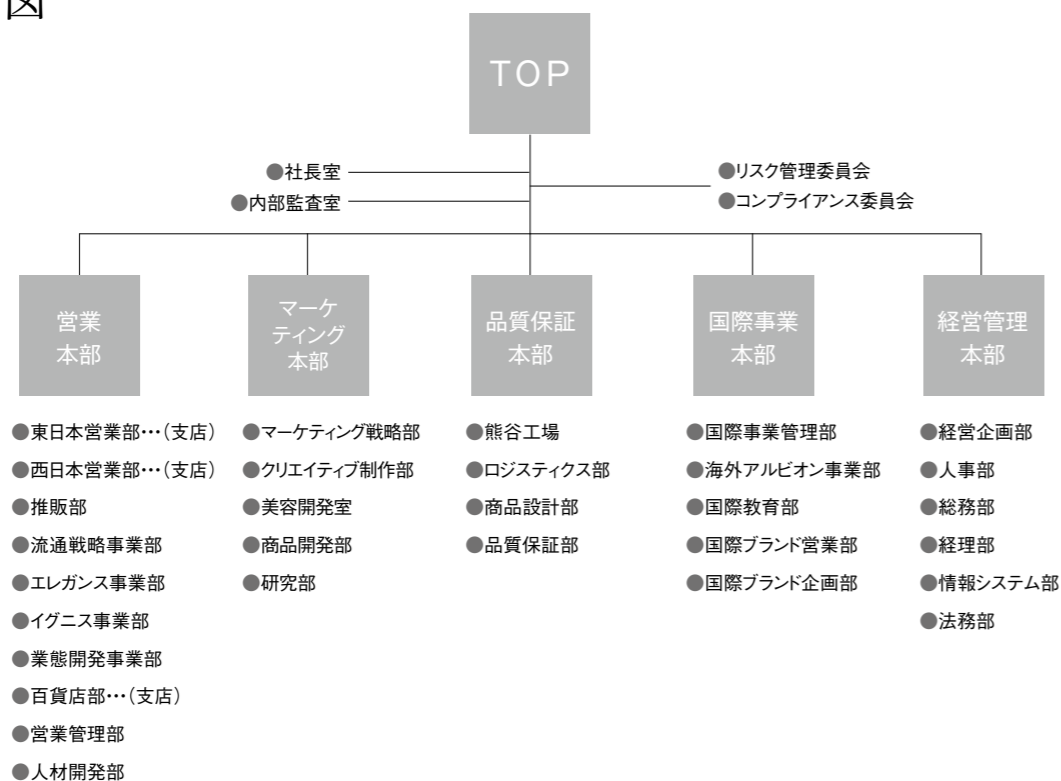 図
TOP
●社長室
●内部監査室
●リスク管理委員会
●コンプライアンス委員会
営業
本部
●東日本営業部…(支店)
●西日本営業部…(支店)
●推販部
●流通戦略事業部
●エレガンス事業部
●イグニス事業部
●業態開発事業部
●百貨店部…(支店)
●営業管理部
●人材開発部
マーケ
ティング
本部
●マーケティング戦略部
●クリエイティブ制作部
●美容開発室
●商品開発部
●研究部
品質保証
本部
●熊谷工場
●ロジスティクス部
●商品設計部
●品質保証部
国際事業
本部
●国際事業管理部
●海外アルビオン事業部
●国際教育部
●国際ブランド営業部
●国際ブランド企画部
経営管理
本部
●経営企画部
●人事部
●総務部
●経理部
●情報システム部
●法務部